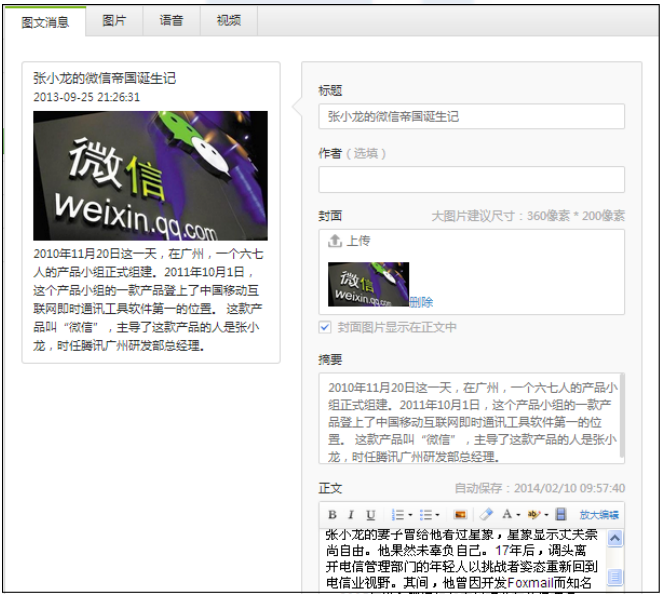 图文消息 图片 语音 视频
张小龙的微信帝国诞生记
2013-09-25 21:26:31
微信
weixin.qq.com
2010年11月20日这一天，在广州，一个六七
人的产品小组正式组建。2011年10月1日，
这个产品小组的一款产品登上了中国移动互
联网即时通讯工具软件第一的位置。 这款产
品叫“微信”，主导了这款产品的人是张小
龙，时任腾讯广州研发部总经理。
标题
张小龙的微信帝国诞生记
作者（选填）
封面 大图片建议尺寸：360像素 * 200像素
上传
微信
weixin.qq.com
删除
封面图片显示在正文中
摘要
2010年11月20日这一天，在广州，一个六七人的产品小
组正式组建。2011年10月1日，这个产品小组的一款产
品登上了中国移动互联网即时通讯工具软件第一的位
置。 这款产品叫“微信”，主导了这款产品的人是张小
龙，时任腾讯广州研发部总经理。
正文 自动保存：2014/02/10 09:57:40
B I U A 放大编辑
张小龙的妻子曾给他看过星象，星象显示丈夫崇
尚自由。他果然未辜负自己。17年后，调头离
开电信管理部门的年轻人以挑战者姿态重新回到
电信业视野。其间，他曾因开发Foxmail而知名